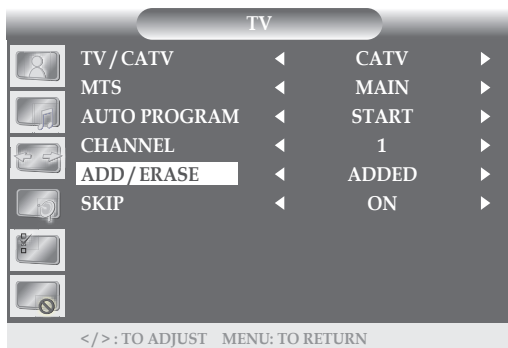 TV
TV / CATV ◀ CATV ▶
MTS ◀ MAIN ▶
AUTO PROGRAM ◀ START ▶
CHANNEL ◀ 1 ▶
ADD / ERASE ◀ ADDED ▶
SKIP ◀ ON ▶
</> : TO ADJUST MENU: TO RETURN